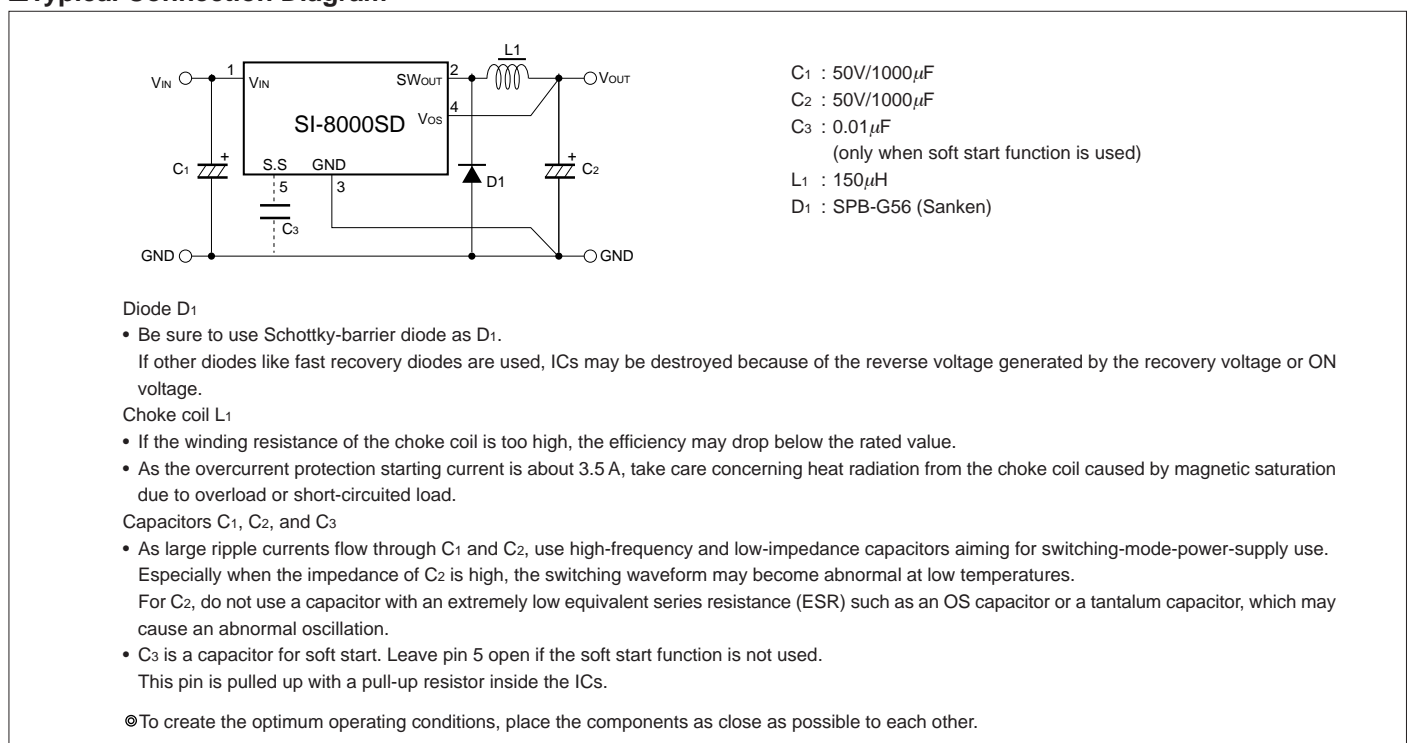 L1
VIN
1
VIN
SWOUT
2
VOUT
C1 : 50V/1000µF
C2 : 50V/1000µF
C3 : 0.01µF
(only when soft start function is used)
L1 : 150µH
D1 : SPB-G56 (Sanken)
SI-8000SD
VOS
4
C1
+
S.S
GND
5
3
C3
D1
+
C2
GND
GND
Diode D1
• Be sure to use Schottky-barrier diode as D1.
If other diodes like fast recovery diodes are used, ICs may be destroyed because of the reverse voltage generated by the recovery voltage or ON
voltage.
Choke coil L1
• If the winding resistance of the choke coil is too high, the efficiency may drop below the rated value.
• As the overcurrent protection starting current is about 3.5 A, take care concerning heat radiation from the choke coil caused by magnetic saturation
due to overload or short-circuited load.
Capacitors C1, C2, and C3
• As large ripple currents flow through C1 and C2, use high-frequency and low-impedance capacitors aiming for switching-mode-power-supply use.
Especially when the impedance of C2 is high, the switching waveform may become abnormal at low temperatures.
For C2, do not use a capacitor with an extremely low equivalent series resistance (ESR) such as an OS capacitor or a tantalum capacitor, which may
cause an abnormal oscillation.
• C3 is a capacitor for soft start. Leave pin 5 open if the soft start function is not used.
This pin is pulled up with a pull-up resistor inside the ICs.
◎To create the optimum operating conditions, place the components as close as possible to each other.